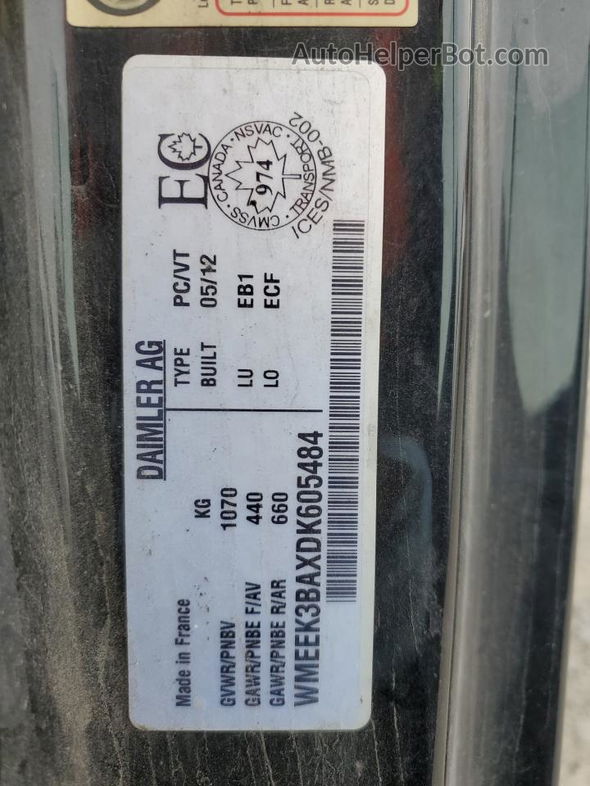 AutoHelperBot.com
DAIMLER AG
TYPE PC/VT
BUILT 05/12
LU EB1
LO ECF
EC
CMVSS · CANADA · NSVAC · TRANSPORT
974
ICES/NMB-002
Made in France KG
GVWR/PNBV 1070
GAWR/PNBE F/AV 440
GAWR/PNBE R/AR 660
WMEEK3BAXDK605484